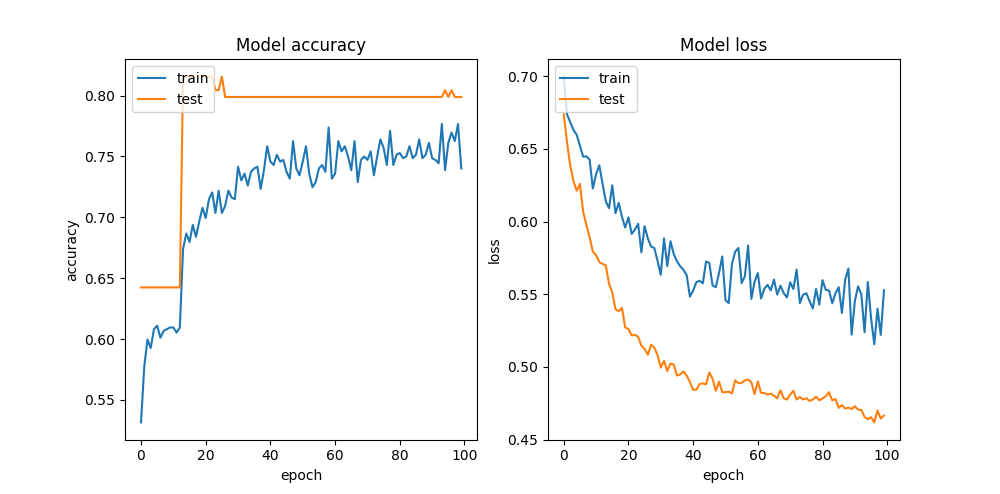 Model accuracy
train
test
0.80
0.75
0.70
0.65
0.60
0.55
accuracy
0 20 40 60 80 100
epoch
Model loss
train
test
0.70
0.65
0.60
0.55
0.50
0.45
loss
0 20 40 60 80 100
epoch